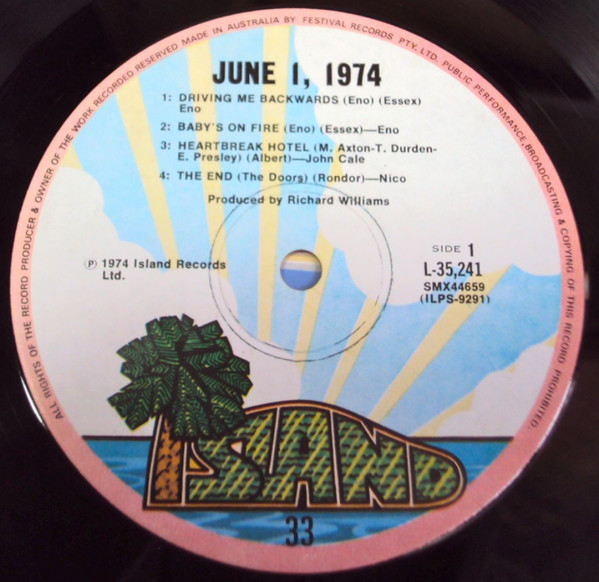 ALL RIGHTS OF THE RECORD PRODUCER & OWNER OF THE WORK RECORDED RESERVED MADE IN AUSTRALIA BY FESTIVAL RECORDS PTY. LTD. PUBLIC PERFORMANCE, BROADCASTING & COPYING OF THIS RECORD PROHIBITED.
JUNE 1, 1974
1: DRIVING ME BACKWARDS (Eno) (Essex)
Eno
2: BABY'S ON FIRE (Eno) (Essex)—Eno
3: HEARTBREAK HOTEL (M. Axton-T. Durden-
E. Presley) (Albert)—John Cale
4: THE END (The Doors) (Rondor)—Nico
Produced by Richard Williams
SIDE 1
L-35,241
SMX44659
(ILPS-9291)
℗ 1974 Island Records
Ltd.
ISLAND
33